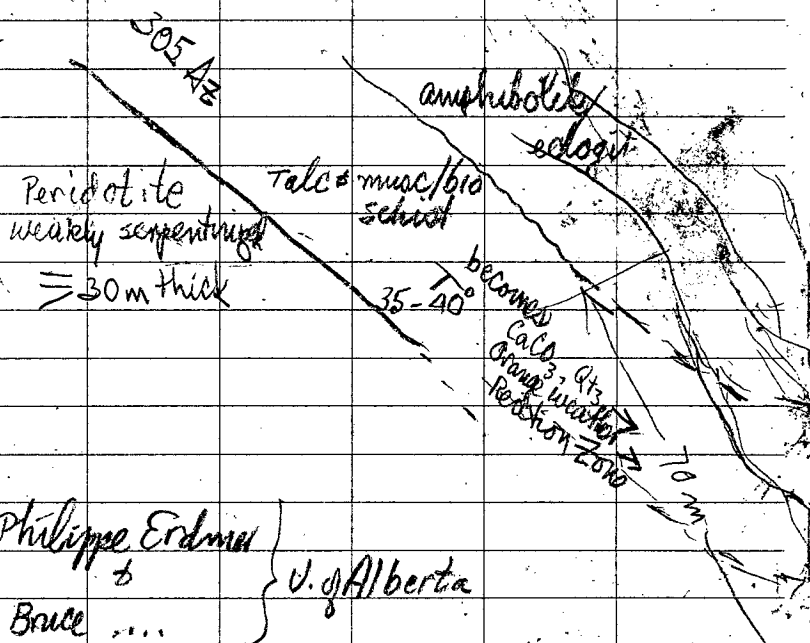 305 Az
amphibolite
eclogit
Peridotite
weakly serpentinized
= 30m thick
Talc ± musc/bio
schist
35-40°
becomes
CaCO3, Qtz
Orange weather
Reaction Zone
70 m
Philippe Erdmer
&
Bruce ....
U. of Alberta